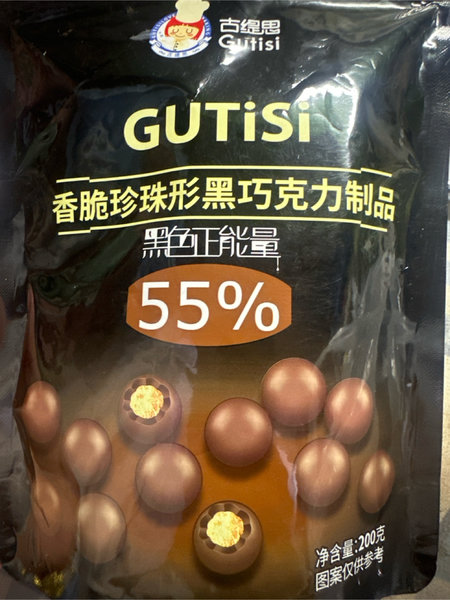 古缇思
Gutisi
GUTiSi
香脆珍珠形黑巧克力制品
黑色正能量
55%
净含量:200克
图案仅供参考